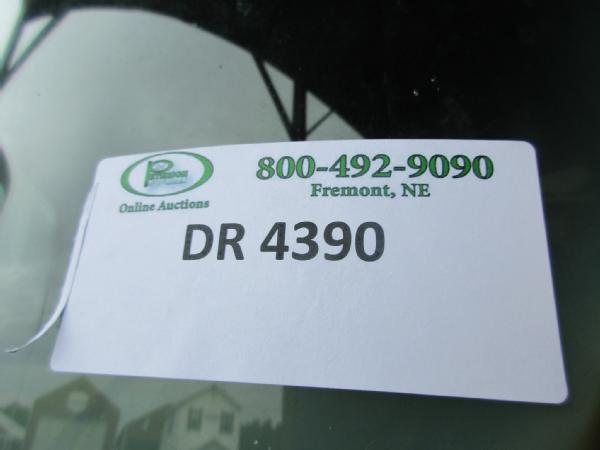 800-492-9090
Fremont, NE
Online Auctions
DR 4390